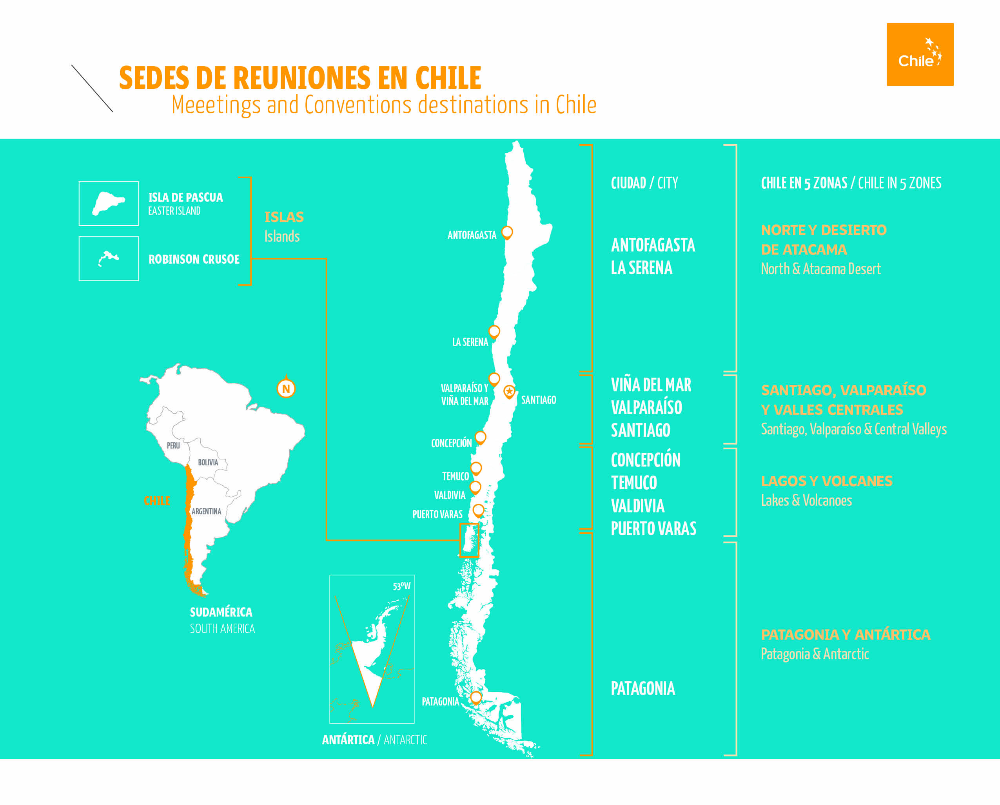 Chile
SEDES DE REUNIONES EN CHILE
Meeetings and Conventions destinations in Chile
ISLA DE PASCUA
EASTER ISLAND
ROBINSON CRUSOE
ISLAS
Islands
N
PERU
BOLIVIA
CHILE
ARGENTINA
SUDAMÉRICA
SOUTH AMERICA
53ºW
ANTÁRTICA / ANTARCTIC
ANTOFAGASTA
LA SERENA
VALPARAÍSO Y
VIÑA DEL MAR
SANTIAGO
CONCEPCIÓN
TEMUCO
VALDIVIA
PUERTO VARAS
PATAGONIA
CIUDAD / CITY
ANTOFAGASTA
LA SERENA
VIÑA DEL MAR
VALPARAÍSO
SANTIAGO
CONCEPCIÓN
TEMUCO
VALDIVIA
PUERTO VARAS
PATAGONIA
CHILE EN 5 ZONAS / CHILE IN 5 ZONES
NORTE Y DESIERTO
DE ATACAMA
North & Atacama Desert
SANTIAGO, VALPARAÍSO
Y VALLES CENTRALES
Santiago, Valparaíso & Central Valleys
LAGOS Y VOLCANES
Lakes & Volcanoes
PATAGONIA Y ANTÁRTICA
Patagonia & Antarctic